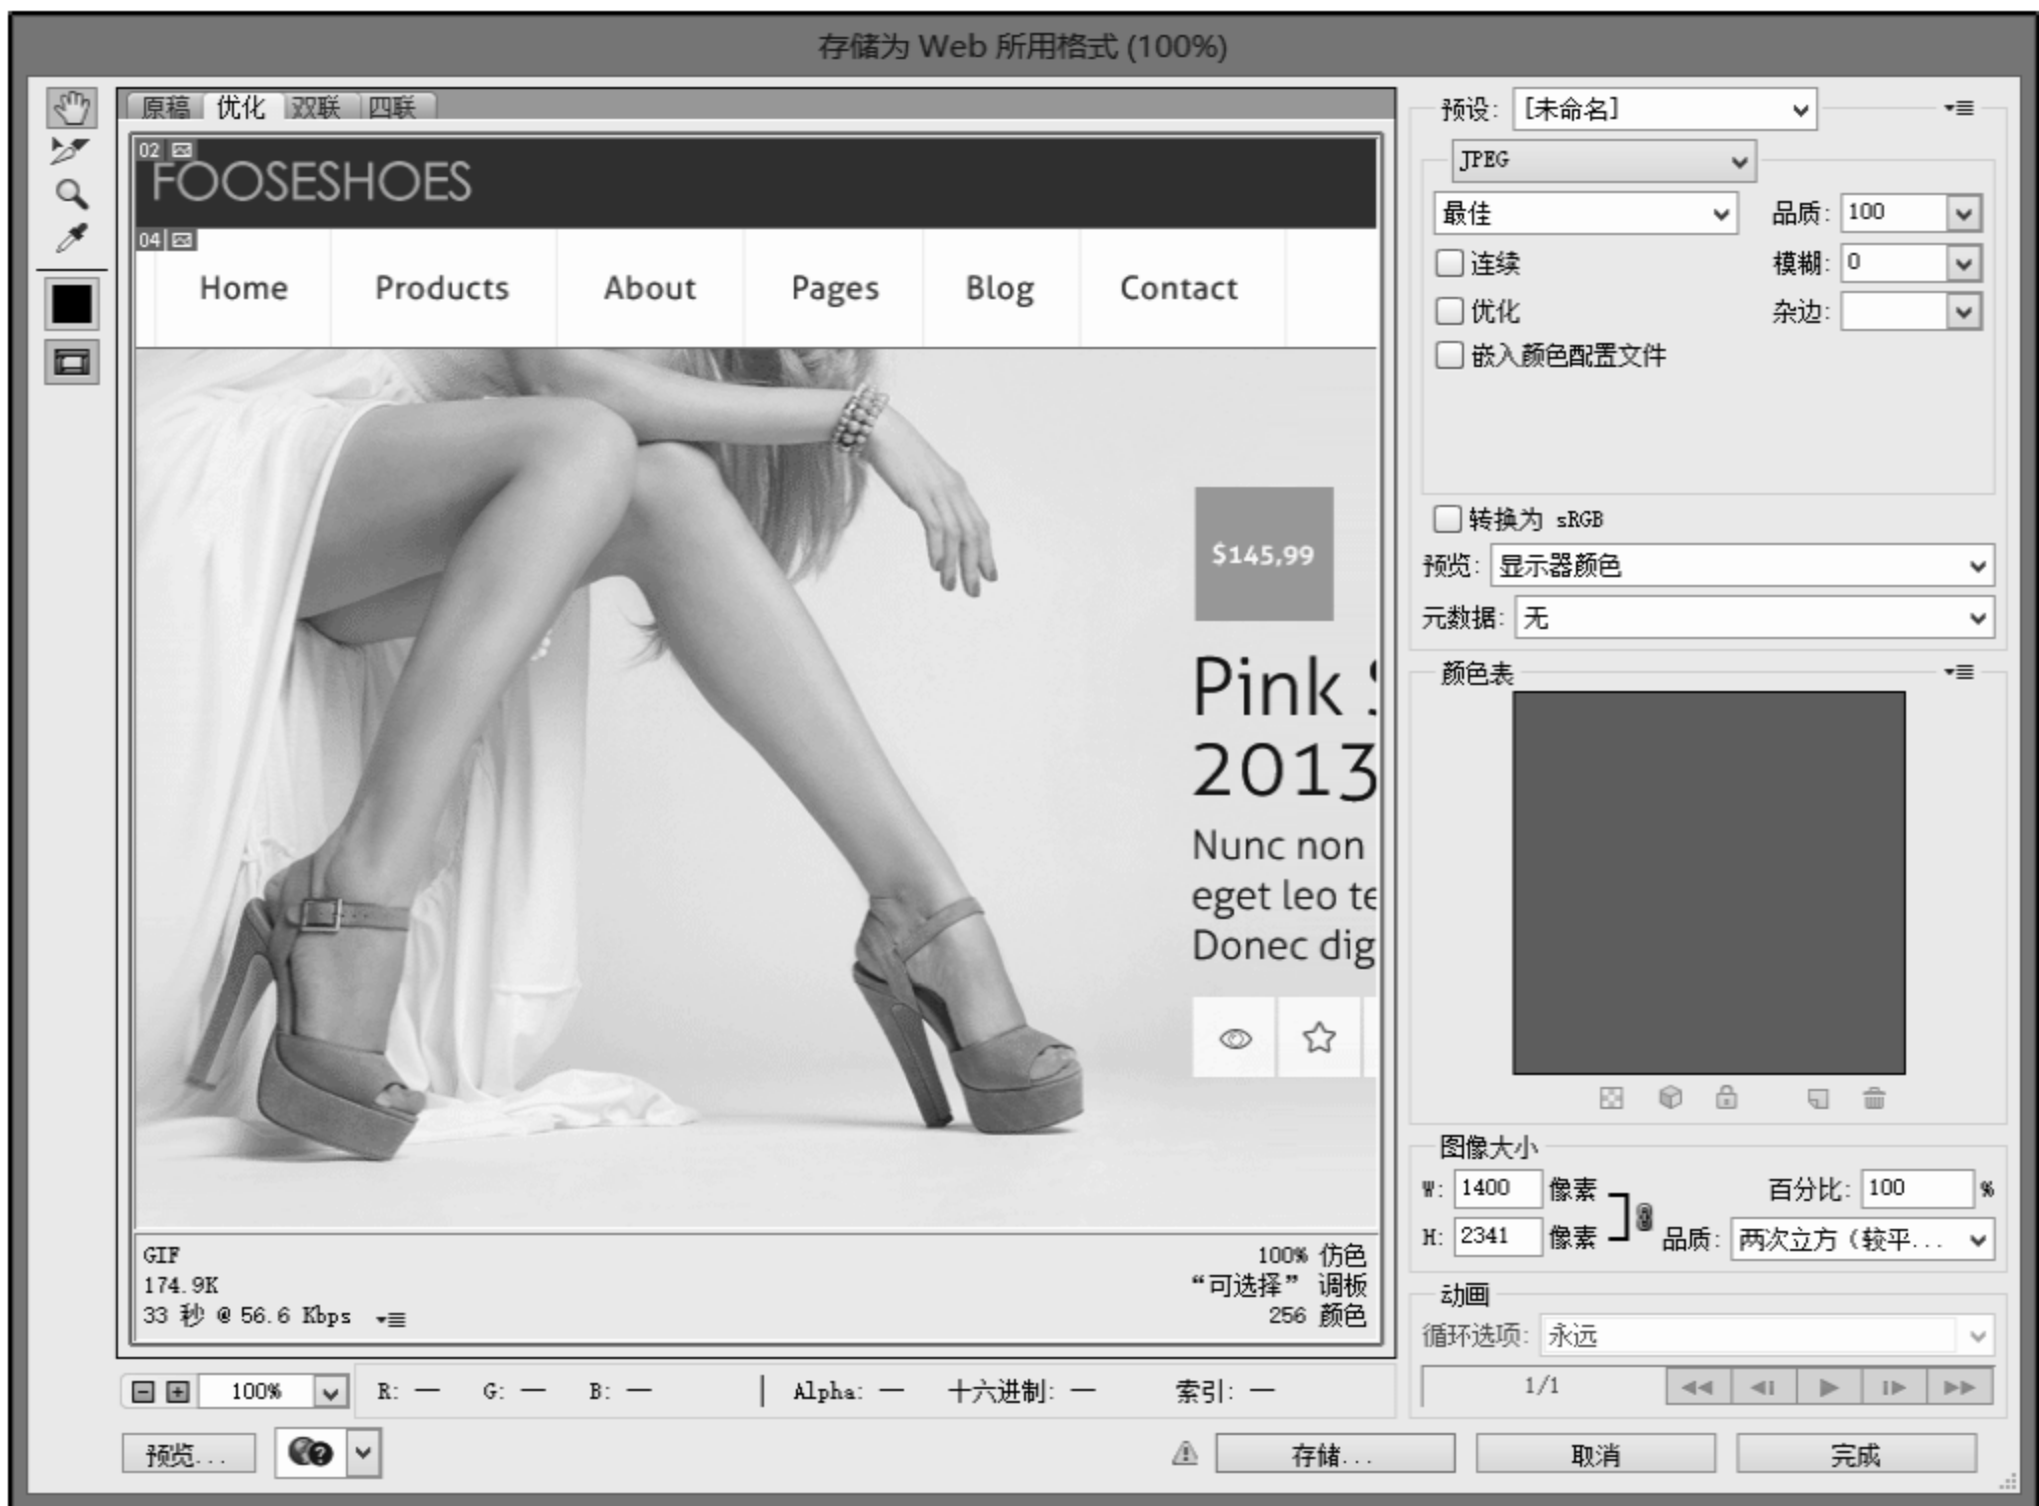 存储为 Web 所用格式 (100%)
原稿 优化 双联 四联
02
FOOSESHOES
04
Home Products About Pages Blog Contact
$145,99
Pink
2013
Nunc non
eget leo te
Donec dig
GIF
174.9K
33 秒 @ 56.6 Kbps
100% 仿色
“可选择” 调板
256 颜色
100% R: — G: — B: — | Alpha: — 十六进制: — 索引: —
预览...
存储... 取消 完成
预设: [未命名]
JPEG
最佳 品质: 100
连续 模糊: 0
优化 杂边:
嵌入颜色配置文件
转换为 sRGB
预览: 显示器颜色
元数据: 无
颜色表
图像大小
W: 1400 像素 百分比: 100 %
H: 2341 像素 品质: 两次立方（较平...
动画
循环选项: 永远
1/1